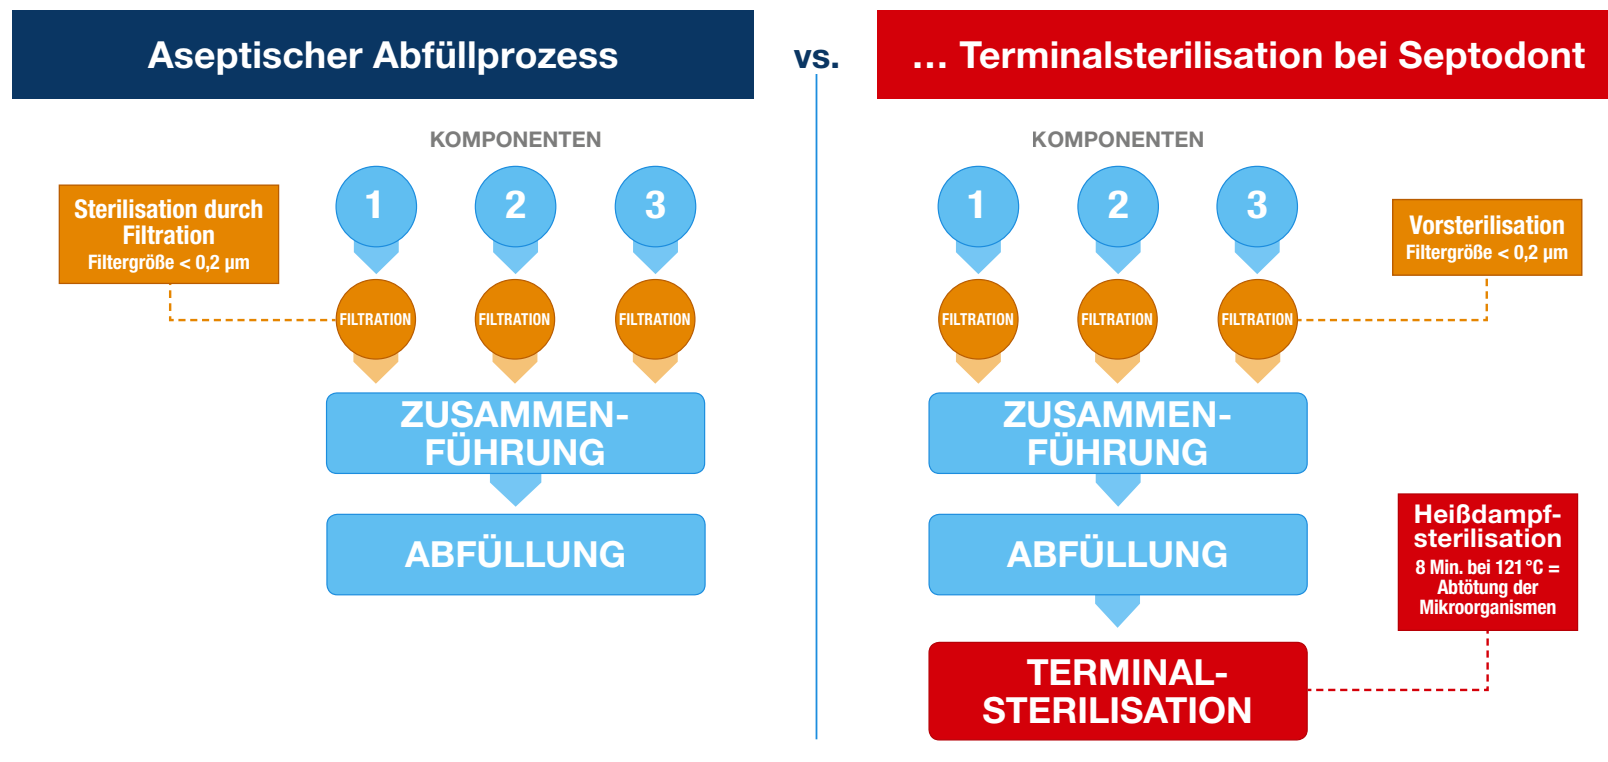 Aseptischer Abfüllprozess
vs.
... Terminalsterilisation bei Septodont
KOMPONENTEN
1
2
3
Sterilisation durch
Filtration
Filtergröße < 0,2 µm
FILTRATION
FILTRATION
FILTRATION
ZUSAMMEN-
FÜHRUNG
ABFÜLLUNG
KOMPONENTEN
1
2
3
Vorsterilisation
Filtergröße < 0,2 µm
FILTRATION
FILTRATION
FILTRATION
ZUSAMMEN-
FÜHRUNG
ABFÜLLUNG
Heißdampf-
sterilisation
8 Min. bei 121 °C =
Abtötung der
Mikroorganismen
TERMINAL-
STERILISATION